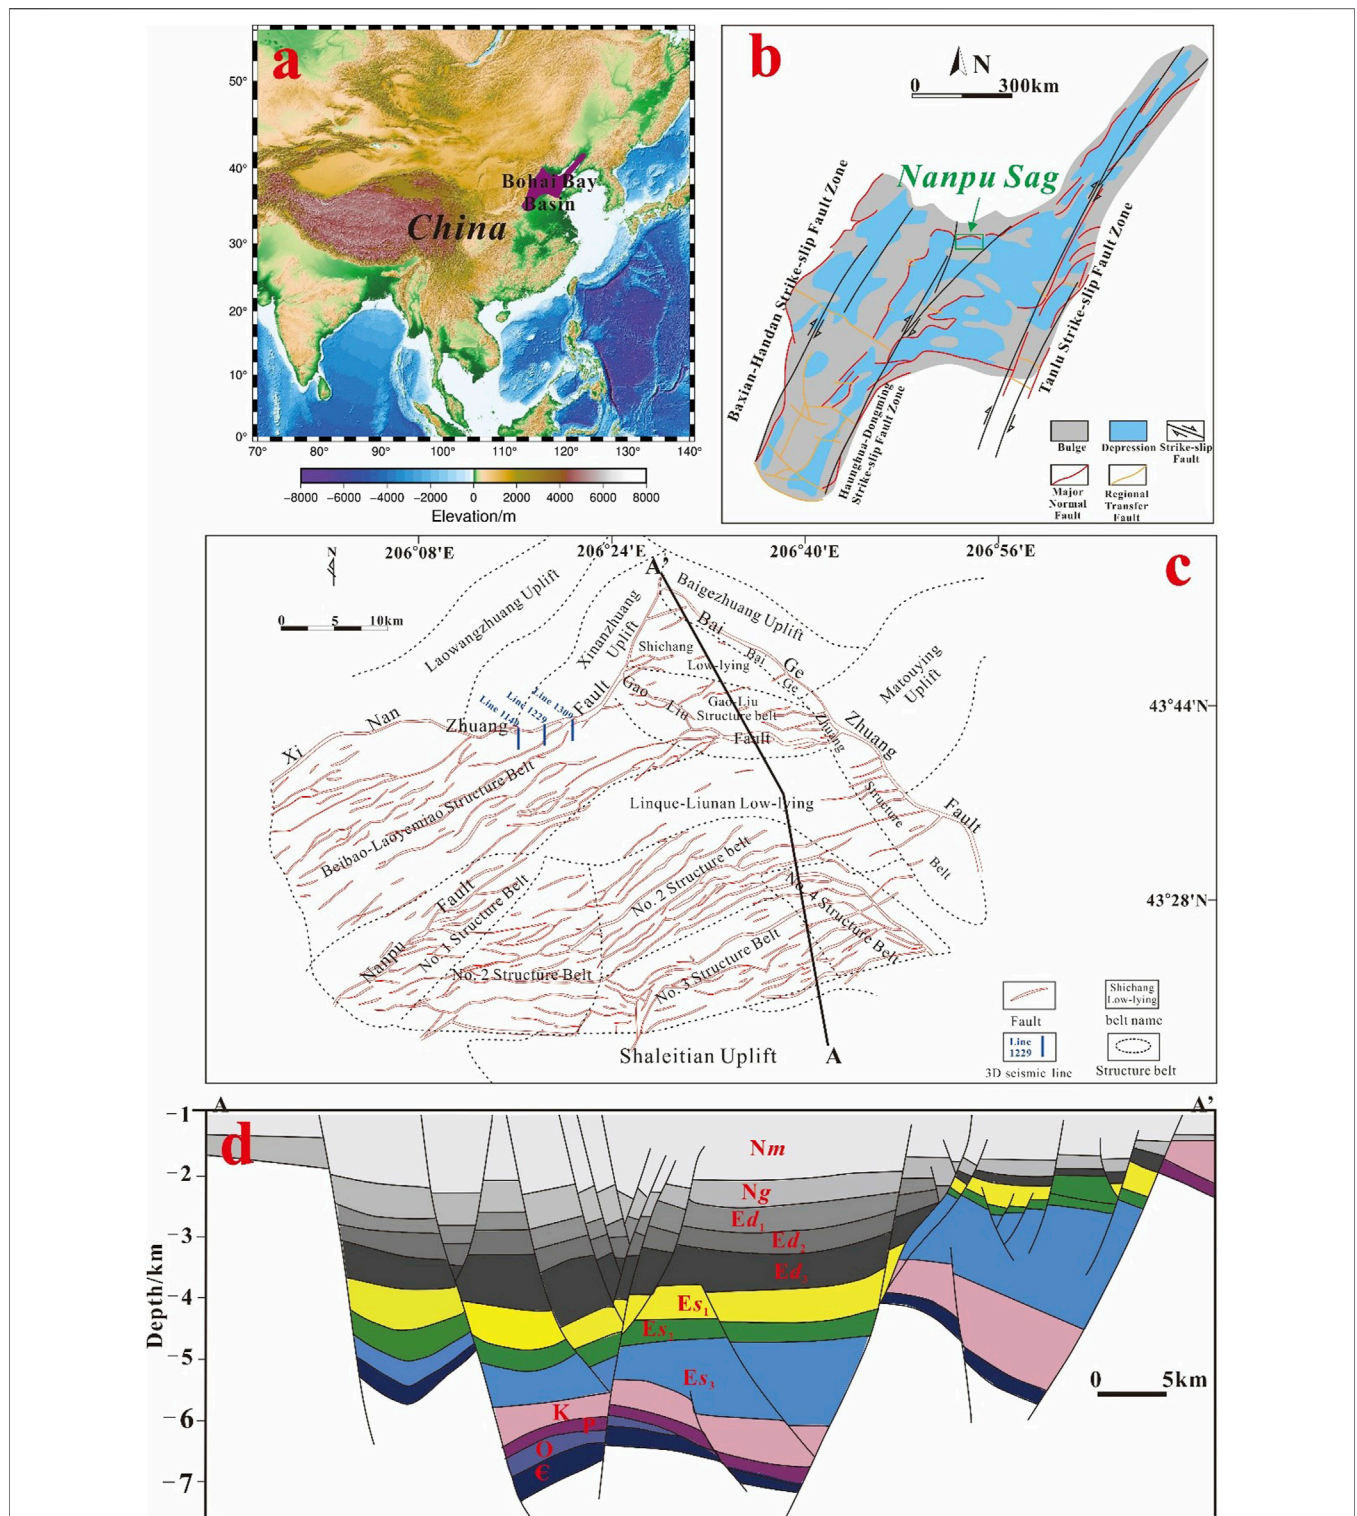 a
50°
40°
30°
20°
10°
0°
70°
80°
90°
100°
110°
120°
130°
140°
Bohai Bay
Basin
China
−8000
−6000
−4000
−2000
0
2000
4000
6000
8000
Elevation/m
b
N
0
300km
Nanpu Sag
Baxian-Handan Strike-slip Fault Zone
Haunghua-Dongming
Strike-slip Fault Zone
Tanlu Strike-slip Fault Zone
Bulge
Depression
Strike-slip
Fault
Major
Normal
Fault
Regional
Transfer
Fault
c
206°08'E
206°24'E
206°40'E
206°56'E
N
0
5
10km
43°44'N
43°28'N
A'
Laowangzhuang Uplift
Xinanzhuang
Uplift
Baigezhuang Uplift
Matouying
Uplift
Shichang
Low-lying
Bai
Ge
Zhuang
Fault
Bai
Ge
Zhuang
Structure
Belt
Gao
Liu
Fault
Gao-Liu
Structure belt
Xi
Nan
Zhuang
Fault
Line 1146
Line 1229
Line 1309
Beibao-Laoyemiao Structure Belt
Linque-Liunan Low-lying
Nanpu
Fault
No. 1 Structure Belt
No. 2 Structure belt
No. 2 Structure Belt
No. 3 Structure Belt
No. 4 Structure Belt
Shaleitian Uplift
A
Fault
Shichang
Low-lying
belt name
Line
1229
3D seismic line
Structure belt
A
A'
d
Depth/km
−1
−2
−3
−4
−5
−6
−7
Nm
Ng
Ed1
Ed2
Ed3
Es1
Es2
Es3
K
P
O
Є
0
5km